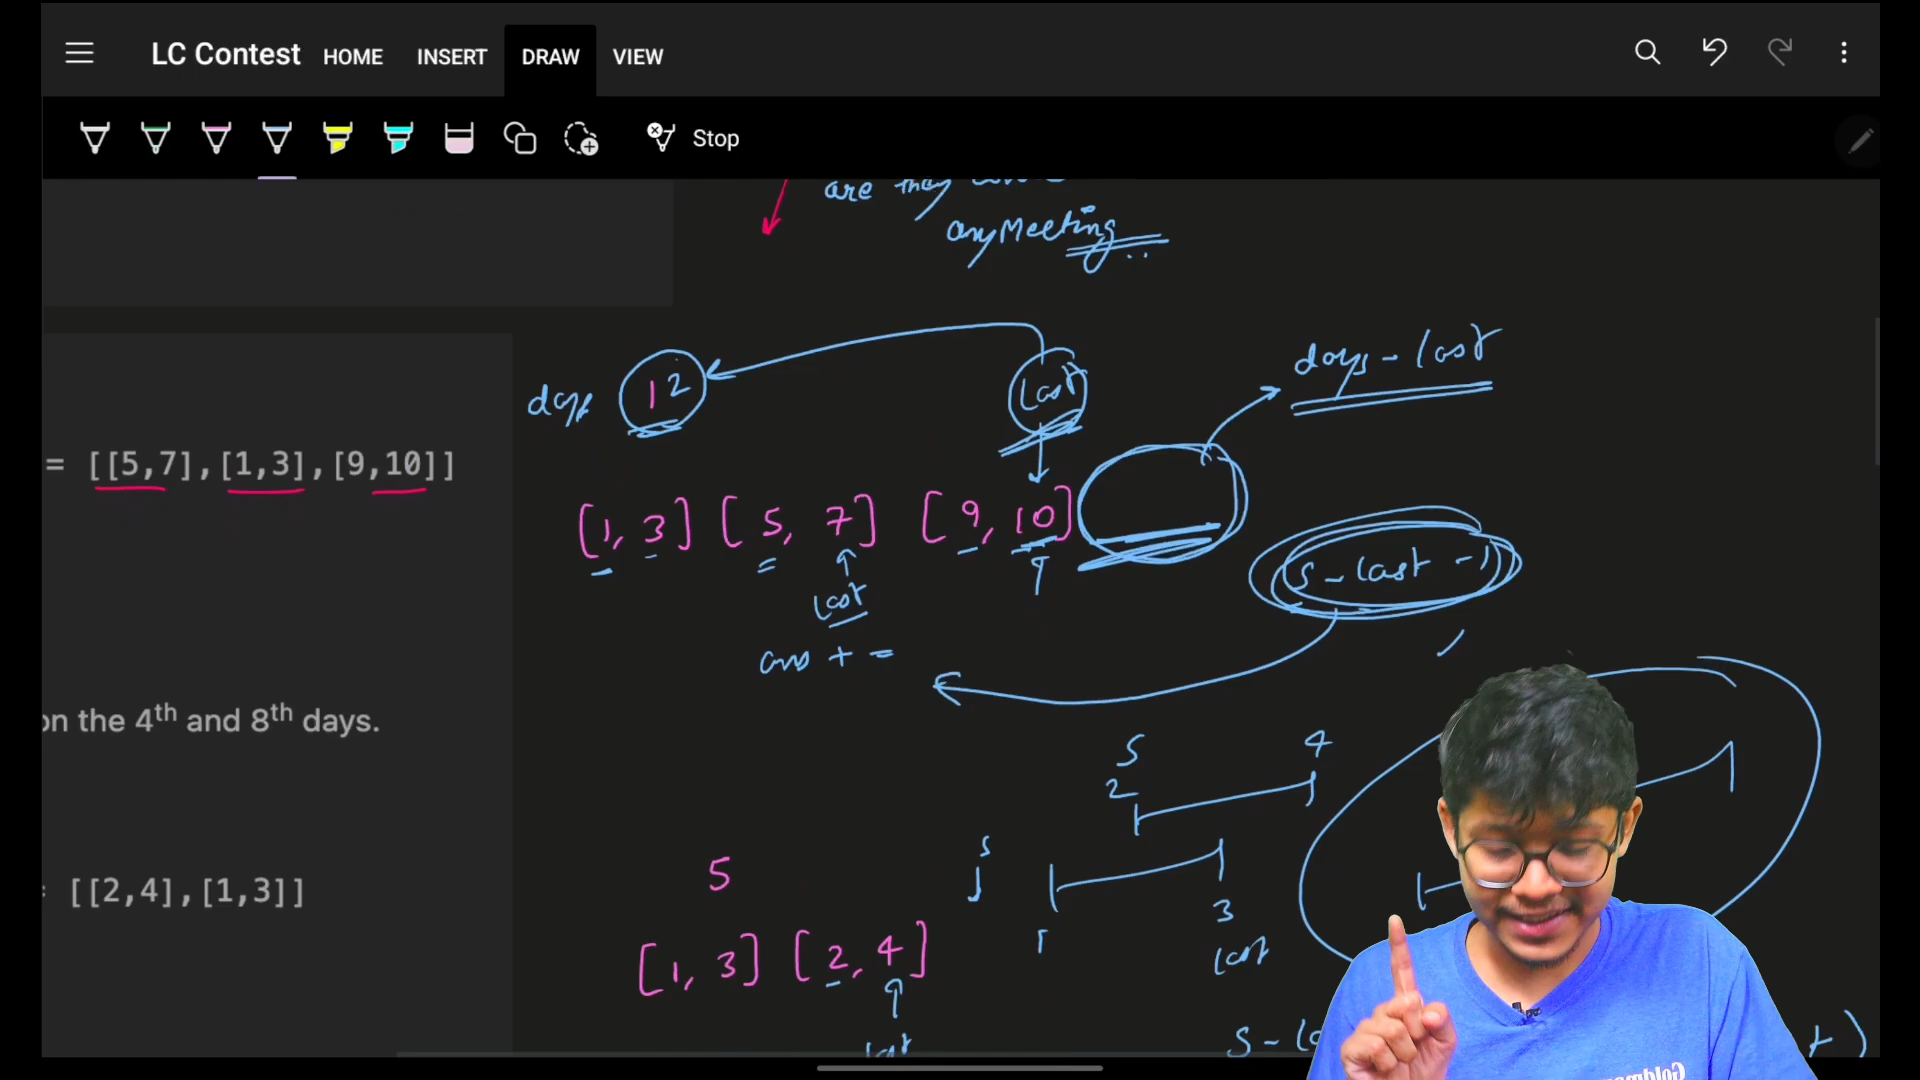 LC Contest HOME INSERT DRAW VIEW
Stop
are they
anyMeeting..
days 12
last
days - last
= [[5,7],[1,3],[9,10]]
[1, 3] [5, 7] [9, 10]
s - last - 1
last
ans + =
on the 4th and 8th days.
S 4
2
s
5
[[2,4],[1,3]]
1 3
[1, 3] [2, 4]
last
last
s -